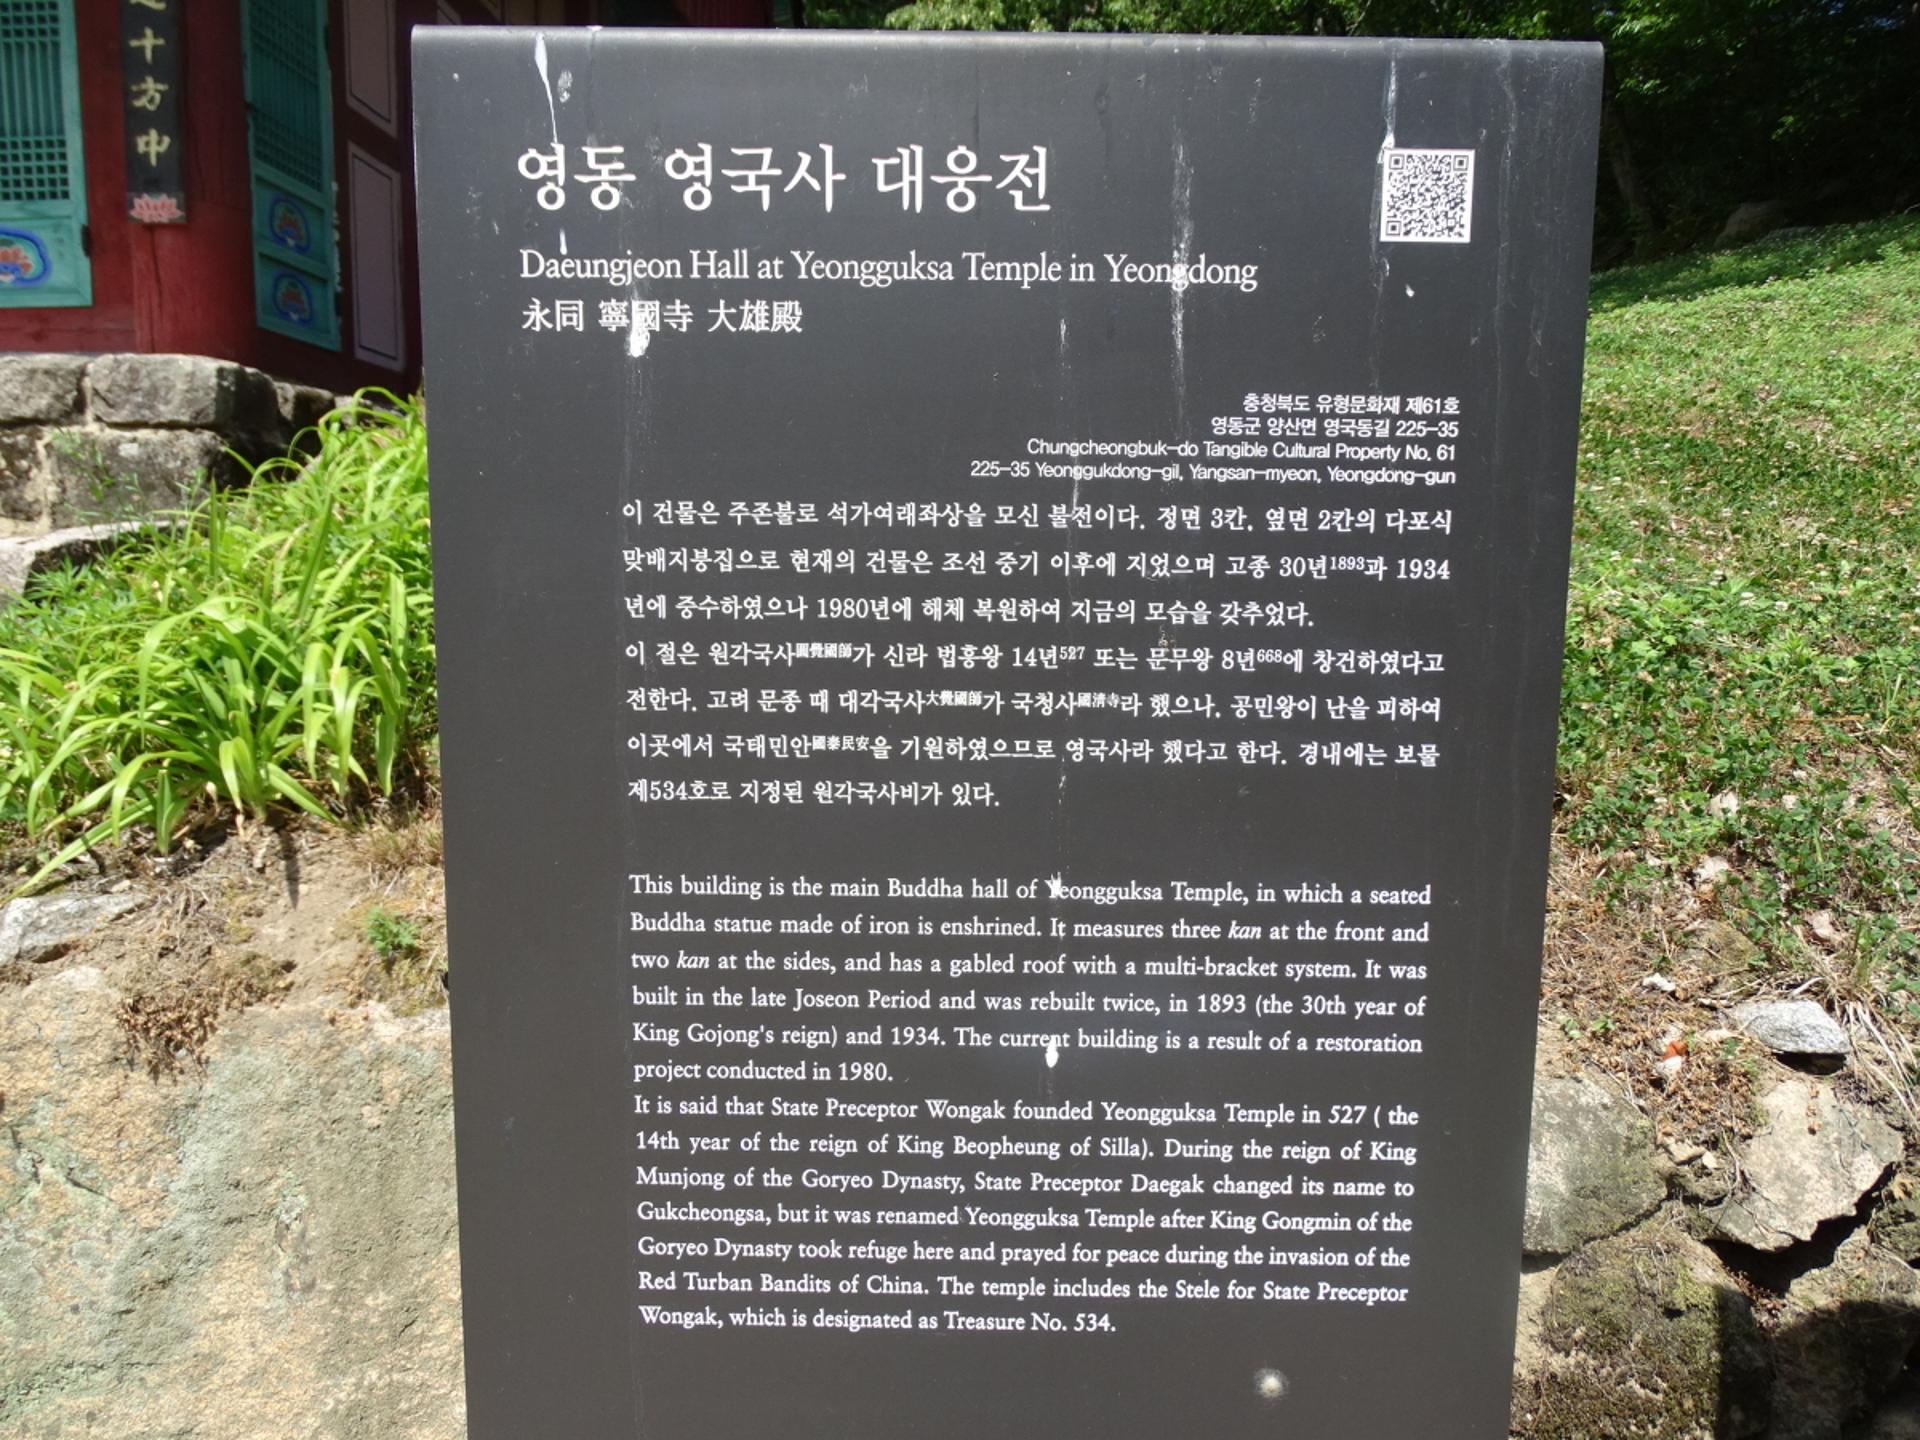 十
方
中
영동 영국사 대웅전
Daeungjeon Hall at Yeongguksa Temple in Yeongdong
永同 寧國寺 大雄殿
충청북도 유형문화재 제61호
영동군 양산면 영국동길 225-35
Chungcheongbuk-do Tangible Cultural Property No. 61
225-35 Yeonggukdong-gil, Yangsan-myeon, Yeongdong-gun
이 건물은 주존불로 석가여래좌상을 모신 불전이다. 정면 3칸, 옆면 2칸의 다포식
맞배지붕집으로 현재의 건물은 조선 중기 이후에 지었으며 고종 30년1893과 1934
년에 중수하였으나 1980년에 해체 복원하여 지금의 모습을 갖추었다.
이 절은 원각국사圓覺國師가 신라 법흥왕 14년527 또는 문무왕 8년668에 창건하였다고
전한다. 고려 문종 때 대각국사大覺國師가 국청사國淸寺라 했으나, 공민왕이 난을 피하여
이곳에서 국태민안國泰民安을 기원하였으므로 영국사라 했다고 한다. 경내에는 보물
제534호로 지정된 원각국사비가 있다.
This building is the main Buddha hall of Yeongguksa Temple, in which a seated
Buddha statue made of iron is enshrined. It measures three kan at the front and
two kan at the sides, and has a gabled roof with a multi-bracket system. It was
built in the late Joseon Period and was rebuilt twice, in 1893 (the 30th year of
King Gojong's reign) and 1934. The current building is a result of a restoration
project conducted in 1980.
It is said that State Preceptor Wongak founded Yeongguksa Temple in 527 ( the
14th year of the reign of King Beopheung of Silla). During the reign of King
Munjong of the Goryeo Dynasty, State Preceptor Daegak changed its name to
Gukcheongsa, but it was renamed Yeongguksa Temple after King Gongmin of the
Goryeo Dynasty took refuge here and prayed for peace during the invasion of the
Red Turban Bandits of China. The temple includes the Stele for State Preceptor
Wongak, which is designated as Treasure No. 534.